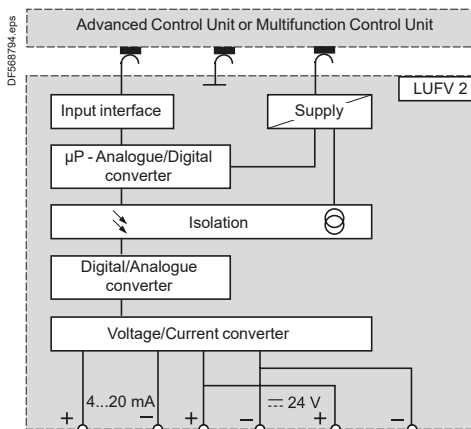 Advanced Control Unit or Multifunction Control Unit
DF568794.eps
LUFV 2
Input interface
Supply
µP - Analogue/Digital
converter
Isolation
Digital/Analogue
converter
Voltage/Current converter
4...20 mA
24 V
+ − + − + −